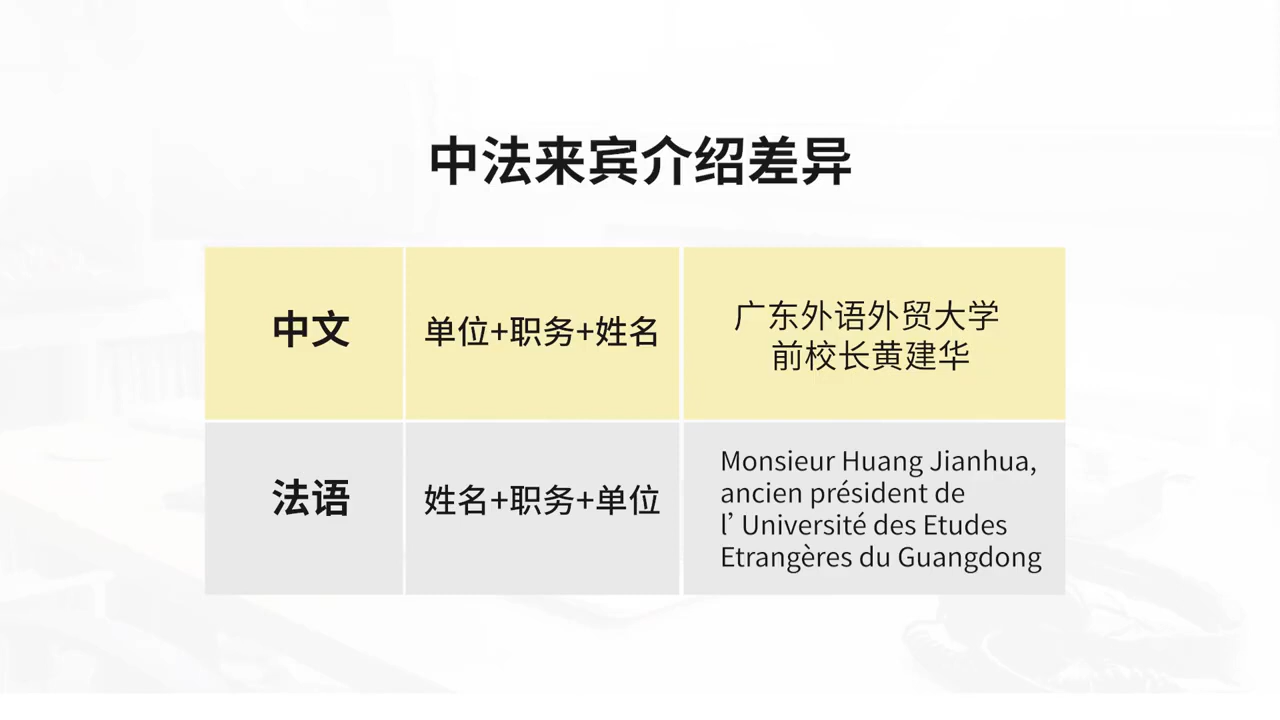 中法来宾介绍差异
中文
单位+职务+姓名
广东外语外贸大学
前校长黄建华
法语
姓名+职务+单位
Monsieur Huang Jianhua,
ancien président de
l’ Université des Etudes
Etrangères du Guangdong